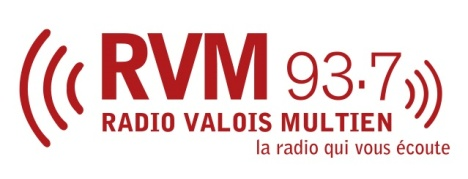 RVM 93.7
RADIO VALOIS MULTIEN
la radio qui vous écoute